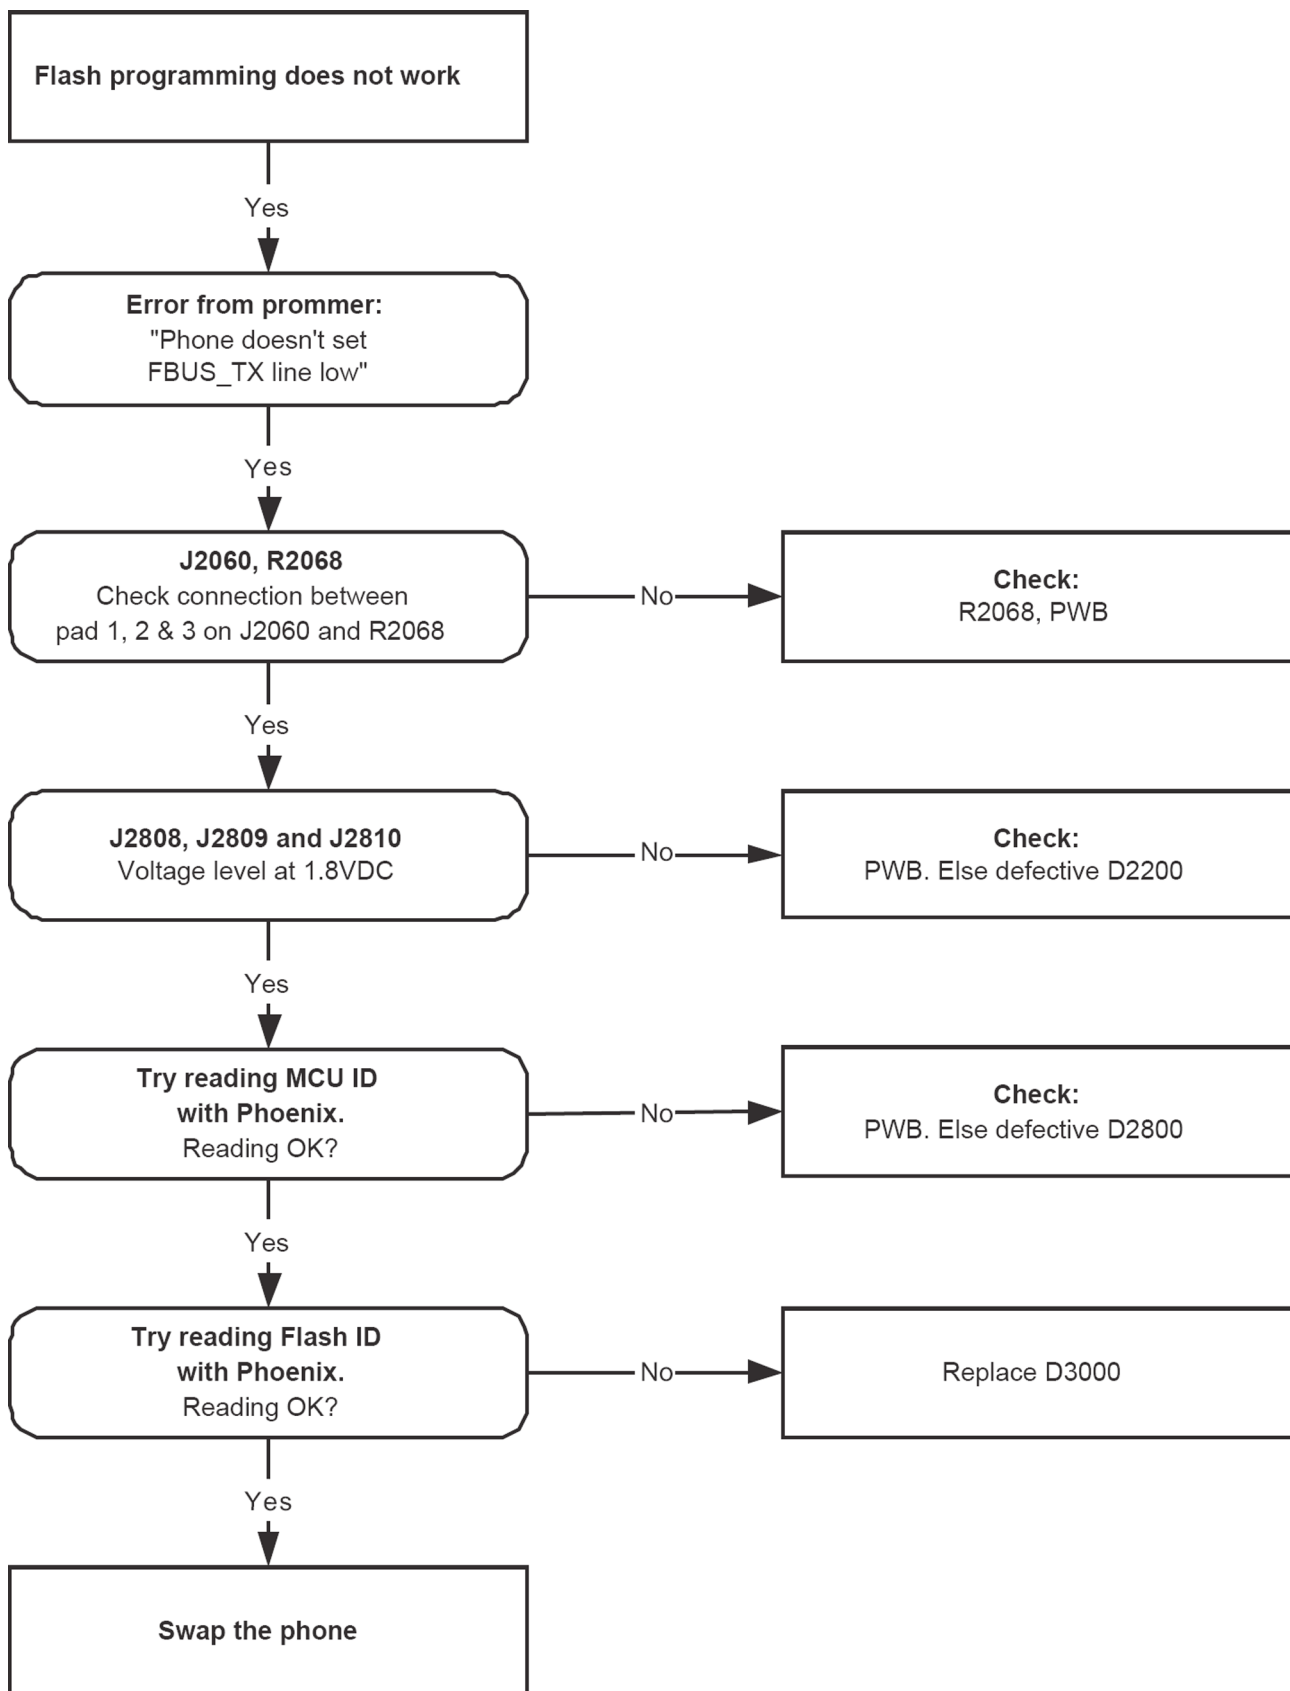 Flash programming does not work
Yes
Error from prommer:
"Phone doesn't set
FBUS_TX line low"
Yes
J2060, R2068
Check connection between
pad 1, 2 & 3 on J2060 and R2068
No
Check:
R2068, PWB
Yes
J2808, J2809 and J2810
Voltage level at 1.8VDC
No
Check:
PWB. Else defective D2200
Yes
Try reading MCU ID
with Phoenix.
Reading OK?
No
Check:
PWB. Else defective D2800
Yes
Try reading Flash ID
with Phoenix.
Reading OK?
No
Replace D3000
Yes
Swap the phone